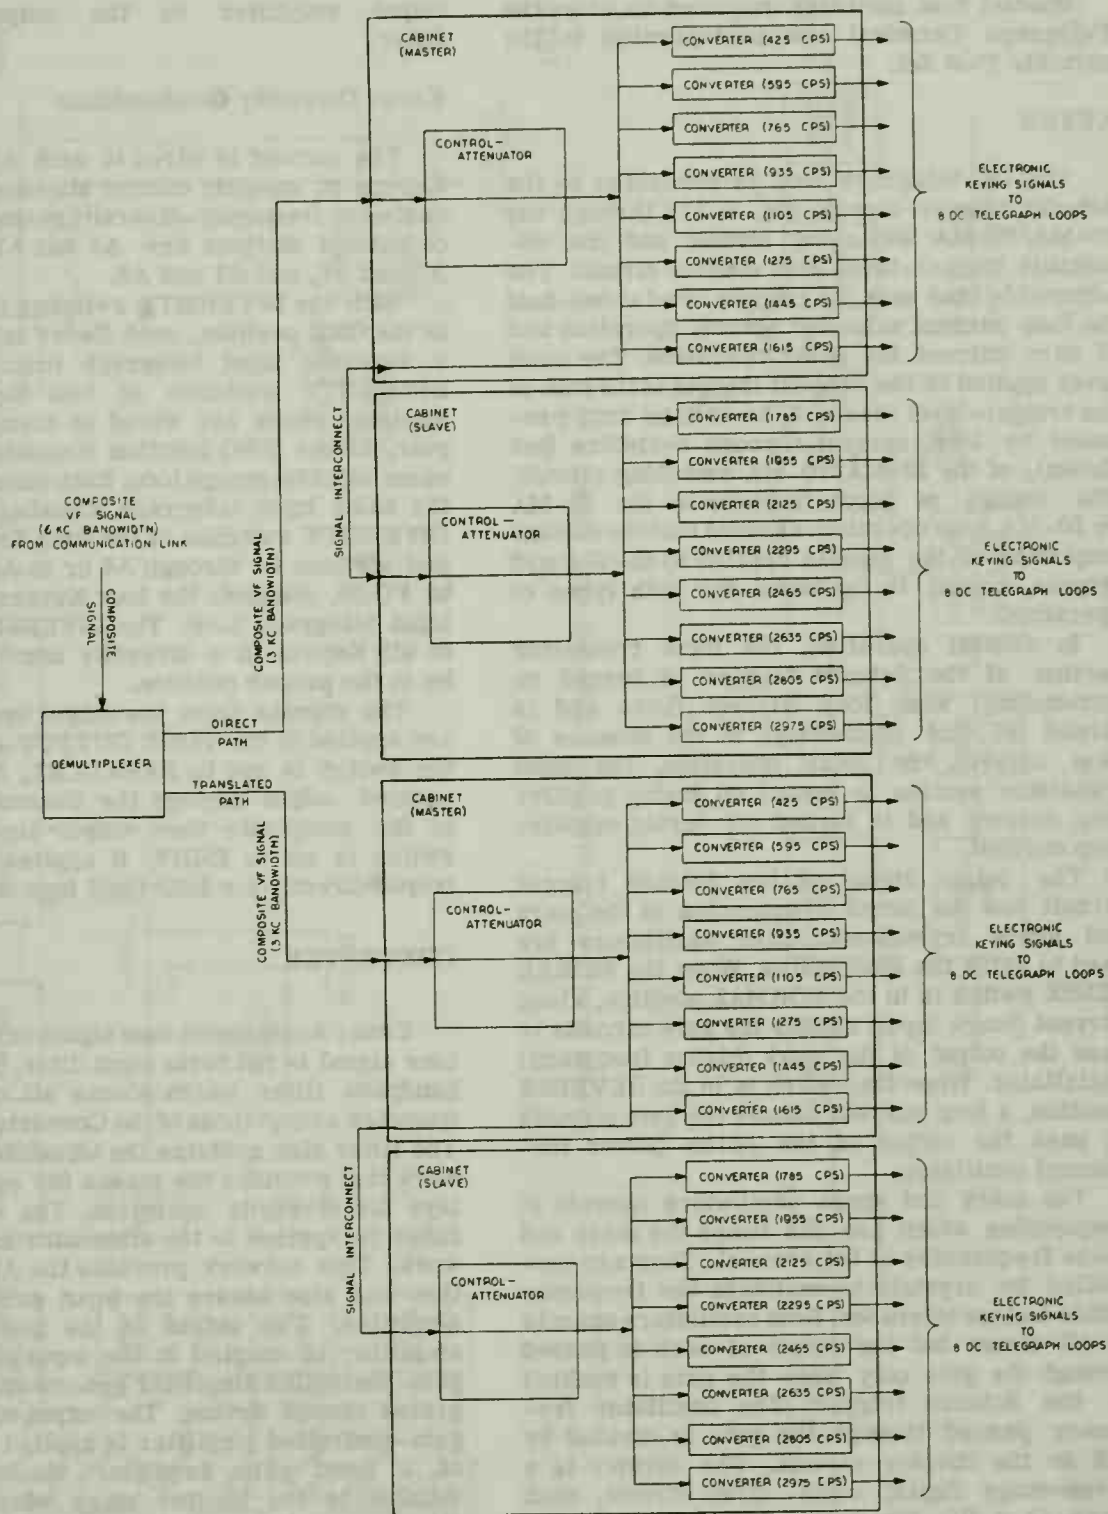 CABINET
(MASTER)
CONTROL-
ATTENUATOR
CONVERTER (425 CPS)
CONVERTER (595 CPS)
CONVERTER (765 CPS)
CONVERTER (935 CPS)
CONVERTER (1105 CPS)
CONVERTER (1275 CPS)
CONVERTER (1445 CPS)
CONVERTER (1615 CPS)
ELECTRONIC
KEYING SIGNALS
TO
8 DC TELEGRAPH LOOPS
SIGNAL INTERCONNECT
CABINET
(SLAVE)
CONTROL-
ATTENUATOR
CONVERTER (1785 CPS)
CONVERTER (1955 CPS)
CONVERTER (2125 CPS)
CONVERTER (2295 CPS)
CONVERTER (2465 CPS)
CONVERTER (2635 CPS)
CONVERTER (2805 CPS)
CONVERTER (2975 CPS)
ELECTRONIC
KEYING SIGNALS
TO
8 DC TELEGRAPH LOOPS
COMPOSITE
VF SIGNAL
(6 KC BANDWIDTH)
FROM COMMUNICATION LINK
COMPOSITE
SIGNAL
COMPOSITE VF SIGNAL
(3 KC BANDWIDTH)
DEMULTIPLEXER
DIRECT
PATH
TRANSLATED
PATH
COMPOSITE VF SIGNAL
(3 KC BANDWIDTH)
CABINET
(MASTER)
CONTROL-
ATTENUATOR
CONVERTER (425 CPS)
CONVERTER (595 CPS)
CONVERTER (765 CPS)
CONVERTER (935 CPS)
CONVERTER (1105 CPS)
CONVERTER (1275 CPS)
CONVERTER (1445 CPS)
CONVERTER (1615 CPS)
ELECTRONIC
KEYING SIGNALS
TO
8 DC TELEGRAPH LOOPS
SIGNAL INTERCONNECT
CABINET
(SLAVE)
CONTROL-
ATTENUATOR
CONVERTER (1785 CPS)
CONVERTER (1955 CPS)
CONVERTER (2125 CPS)
CONVERTER (2295 CPS)
CONVERTER (2465 CPS)
CONVERTER (2635 CPS)
CONVERTER (2805 CPS)
CONVERTER (2975 CPS)
ELECTRONIC
KEYING SIGNALS
TO
8 DC TELEGRAPH LOOPS